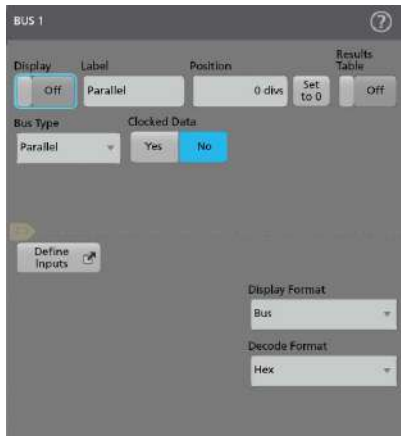 BUS 1
?
Display Label Position Results Table
Off Parallel 0 divs Set to 0 Off
Bus Type Clocked Data
Parallel Yes No
Define Inputs
Display Format
Bus
Decode Format
Hex